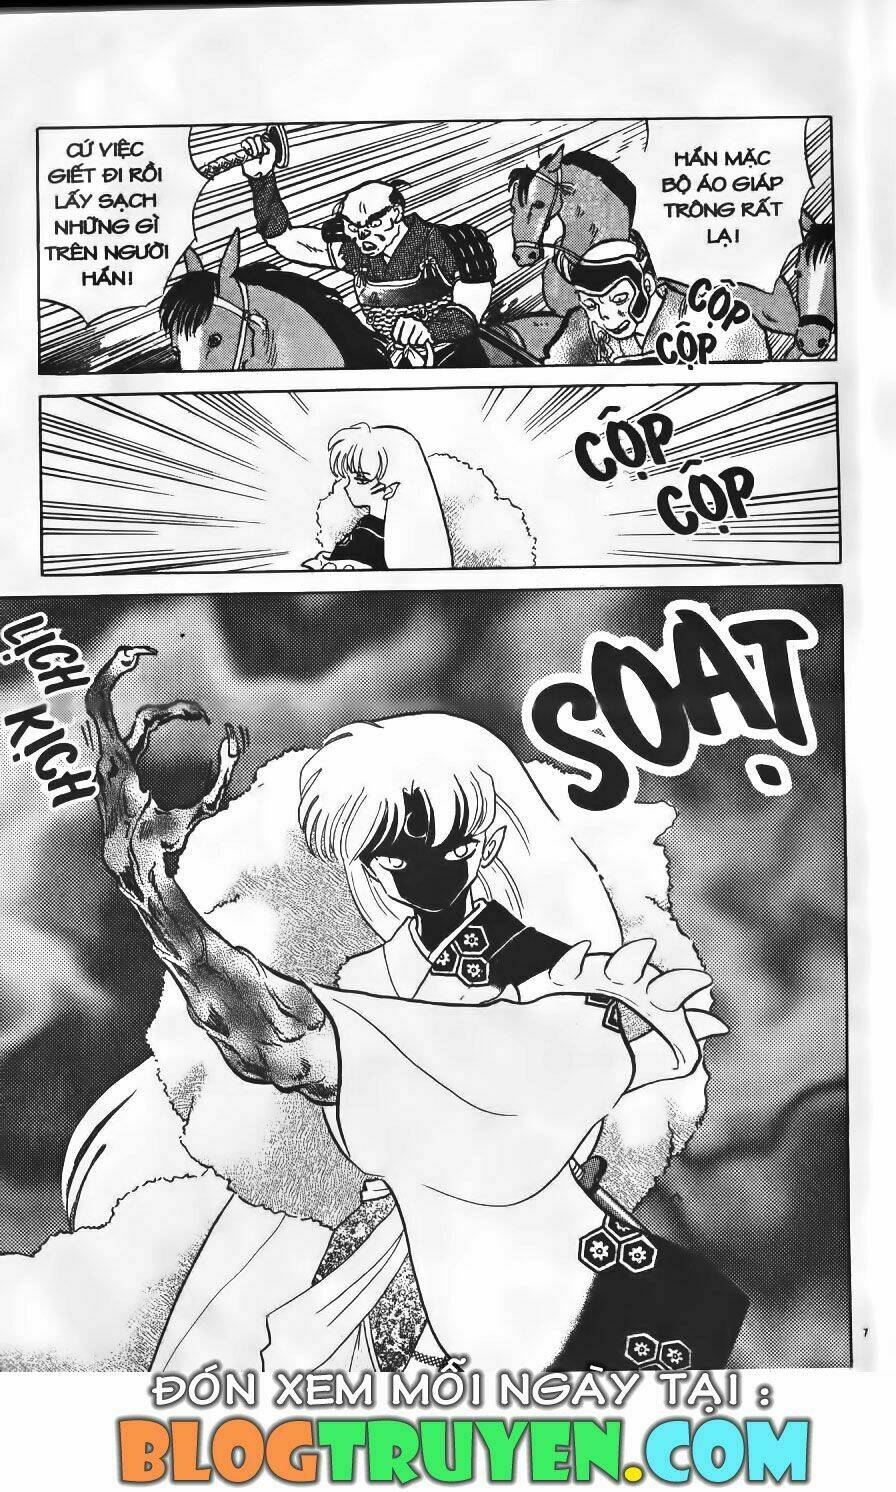 HẮN MẶC
BỘ ÁO GIÁP
TRÔNG RẤT
LẠ!
CỨ VIỆC
GIẾT ĐI RỒI
LẤY SẠCH
NHỮNG GÌ
TRÊN NGƯỜI
HẮN!
CỘP
CỘP
CỘP
CỘP
SOẠT
LỊCH
KỊCH
7
ĐÓN XEM MỖI NGÀY TẠI :
BLOGTRUYEN.COM